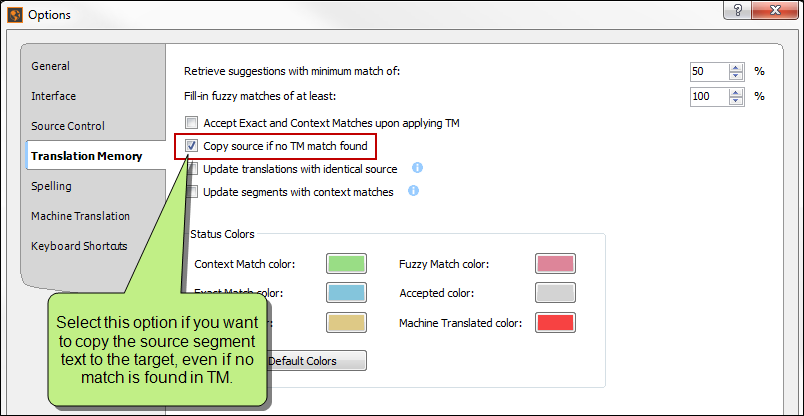 Options
?
General
Interface
Source Control
Translation Memory
Spelling
Machine Translation
Keyboard Shortcuts
Retrieve suggestions with minimum match of: 50 %
Fill-in fuzzy matches of at least: 100 %
Accept Exact and Context Matches upon applying TM
Copy source if no TM match found
Update translations with identical source
Update segments with context matches
Status Colors
Context Match color: Fuzzy Match color:
Exact Match color: Accepted color:
Machine Translated color:
Default Colors
Select this option if you want
to copy the source segment
text to the target, even if no
match is found in TM.